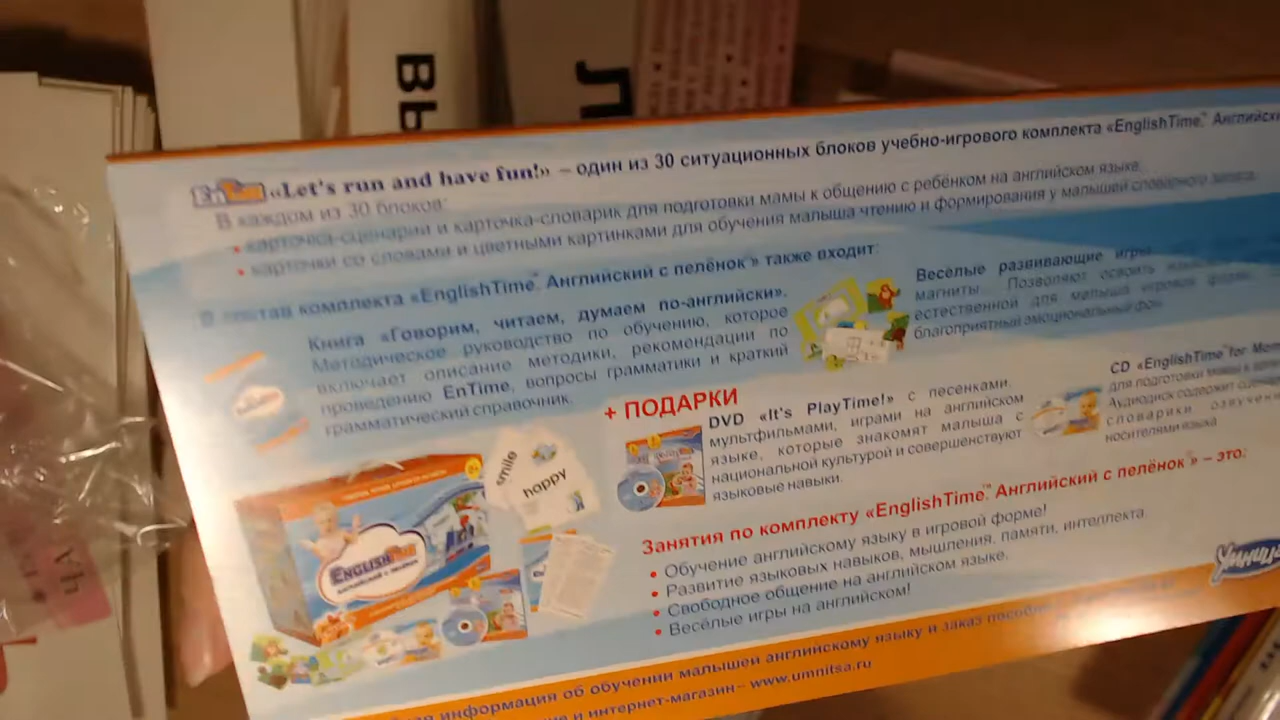 ВЫ
Л
EnTime «Let's run and have fun!» – один из 30 ситуационных блоков учебно-игрового комплекта «EnglishTime™ Английск
В каждом из 30 блоков:
• карточка-сценарий и карточка-словарик для подготовки мамы к общению с ребёнком на английском языке.
• карточки со словами и цветными картинками для обучения малыша чтению и формирования у малышей словарного запаса.
В состав комплекта «EnglishTime™ Английский с пелёнок» также входит:
Книга «Говорим, читаем, думаем по-английски».
Методическое руководство по обучению, которое
включает описание методики, рекомендации по
проведению EnTime, вопросы грамматики и краткий
грамматический справочник.
Весёлые развивающие игры
магниты. Позволяют освоить
естественной для малыша игровой форме
благоприятный эмоциональный фон
+ ПОДАРКИ
DVD «It's PlayTime!» с песенками,
мультфильмами, играми на английском
языке, которые знакомят малыша с
национальной культурой и совершенствуют
языковые навыки.
CD «EnglishTime for Mom
для подготовки мамы к
Аудиодиск содержит
словарики озвучен
носителями языка
smile
happy
ENGLISHTIME
АНГЛИЙСКИЙ С ПЕЛЁНОК
Занятия по комплекту «EnglishTime™ Английский с пелёнок» – это:
• Обучение английскому языку в игровой форме!
• Развитие языковых навыков, мышления, памяти, интеллекта.
• Свободное общение на английском языке.
• Весёлые игры на английском!
Умница
информация об обучении малышей английскому языку и заказ
и интернет-магазин – www.umnitsa.ru